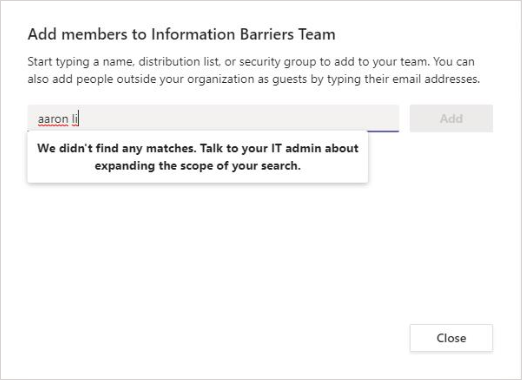 Add members to Information Barriers Team
Start typing a name, distribution list, or security group to add to your team. You can
also add people outside your organization as guests by typing their email addresses.
aaron li
Add
We didn't find any matches. Talk to your IT admin about
expanding the scope of your search.
Close